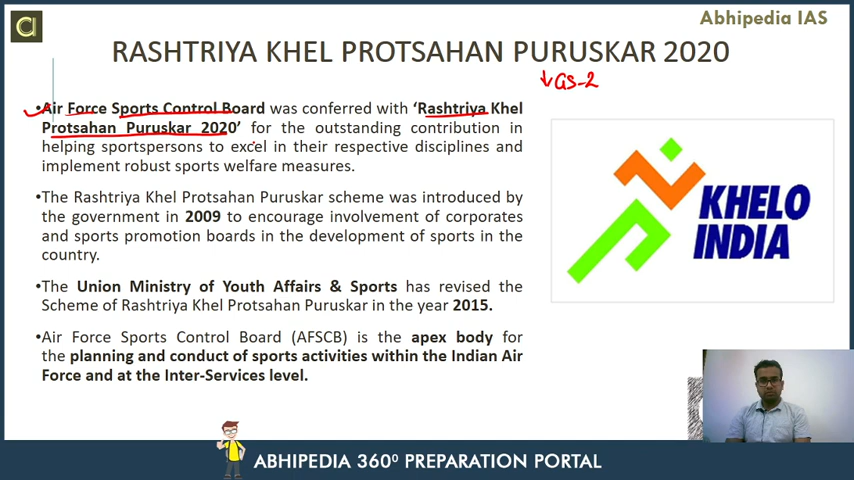 Abhipedia IAS
RASHTRIYA KHEL PROTSAHAN PURUSKAR 2020
GS-2
•Air Force Sports Control Board was conferred with ‘Rashtriya Khel
Protsahan Puruskar 2020’ for the outstanding contribution in
helping sportspersons to excel in their respective disciplines and
implement robust sports welfare measures.
•The Rashtriya Khel Protsahan Puruskar scheme was introduced by
the government in 2009 to encourage involvement of corporates
and sports promotion boards in the development of sports in the
country.
•The Union Ministry of Youth Affairs & Sports has revised the
Scheme of Rashtriya Khel Protsahan Puruskar in the year 2015.
•Air Force Sports Control Board (AFSCB) is the apex body for
the planning and conduct of sports activities within the Indian Air
Force and at the Inter-Services level.
KHELO
INDIA
ABHIPEDIA 360⁰ PREPARATION PORTAL